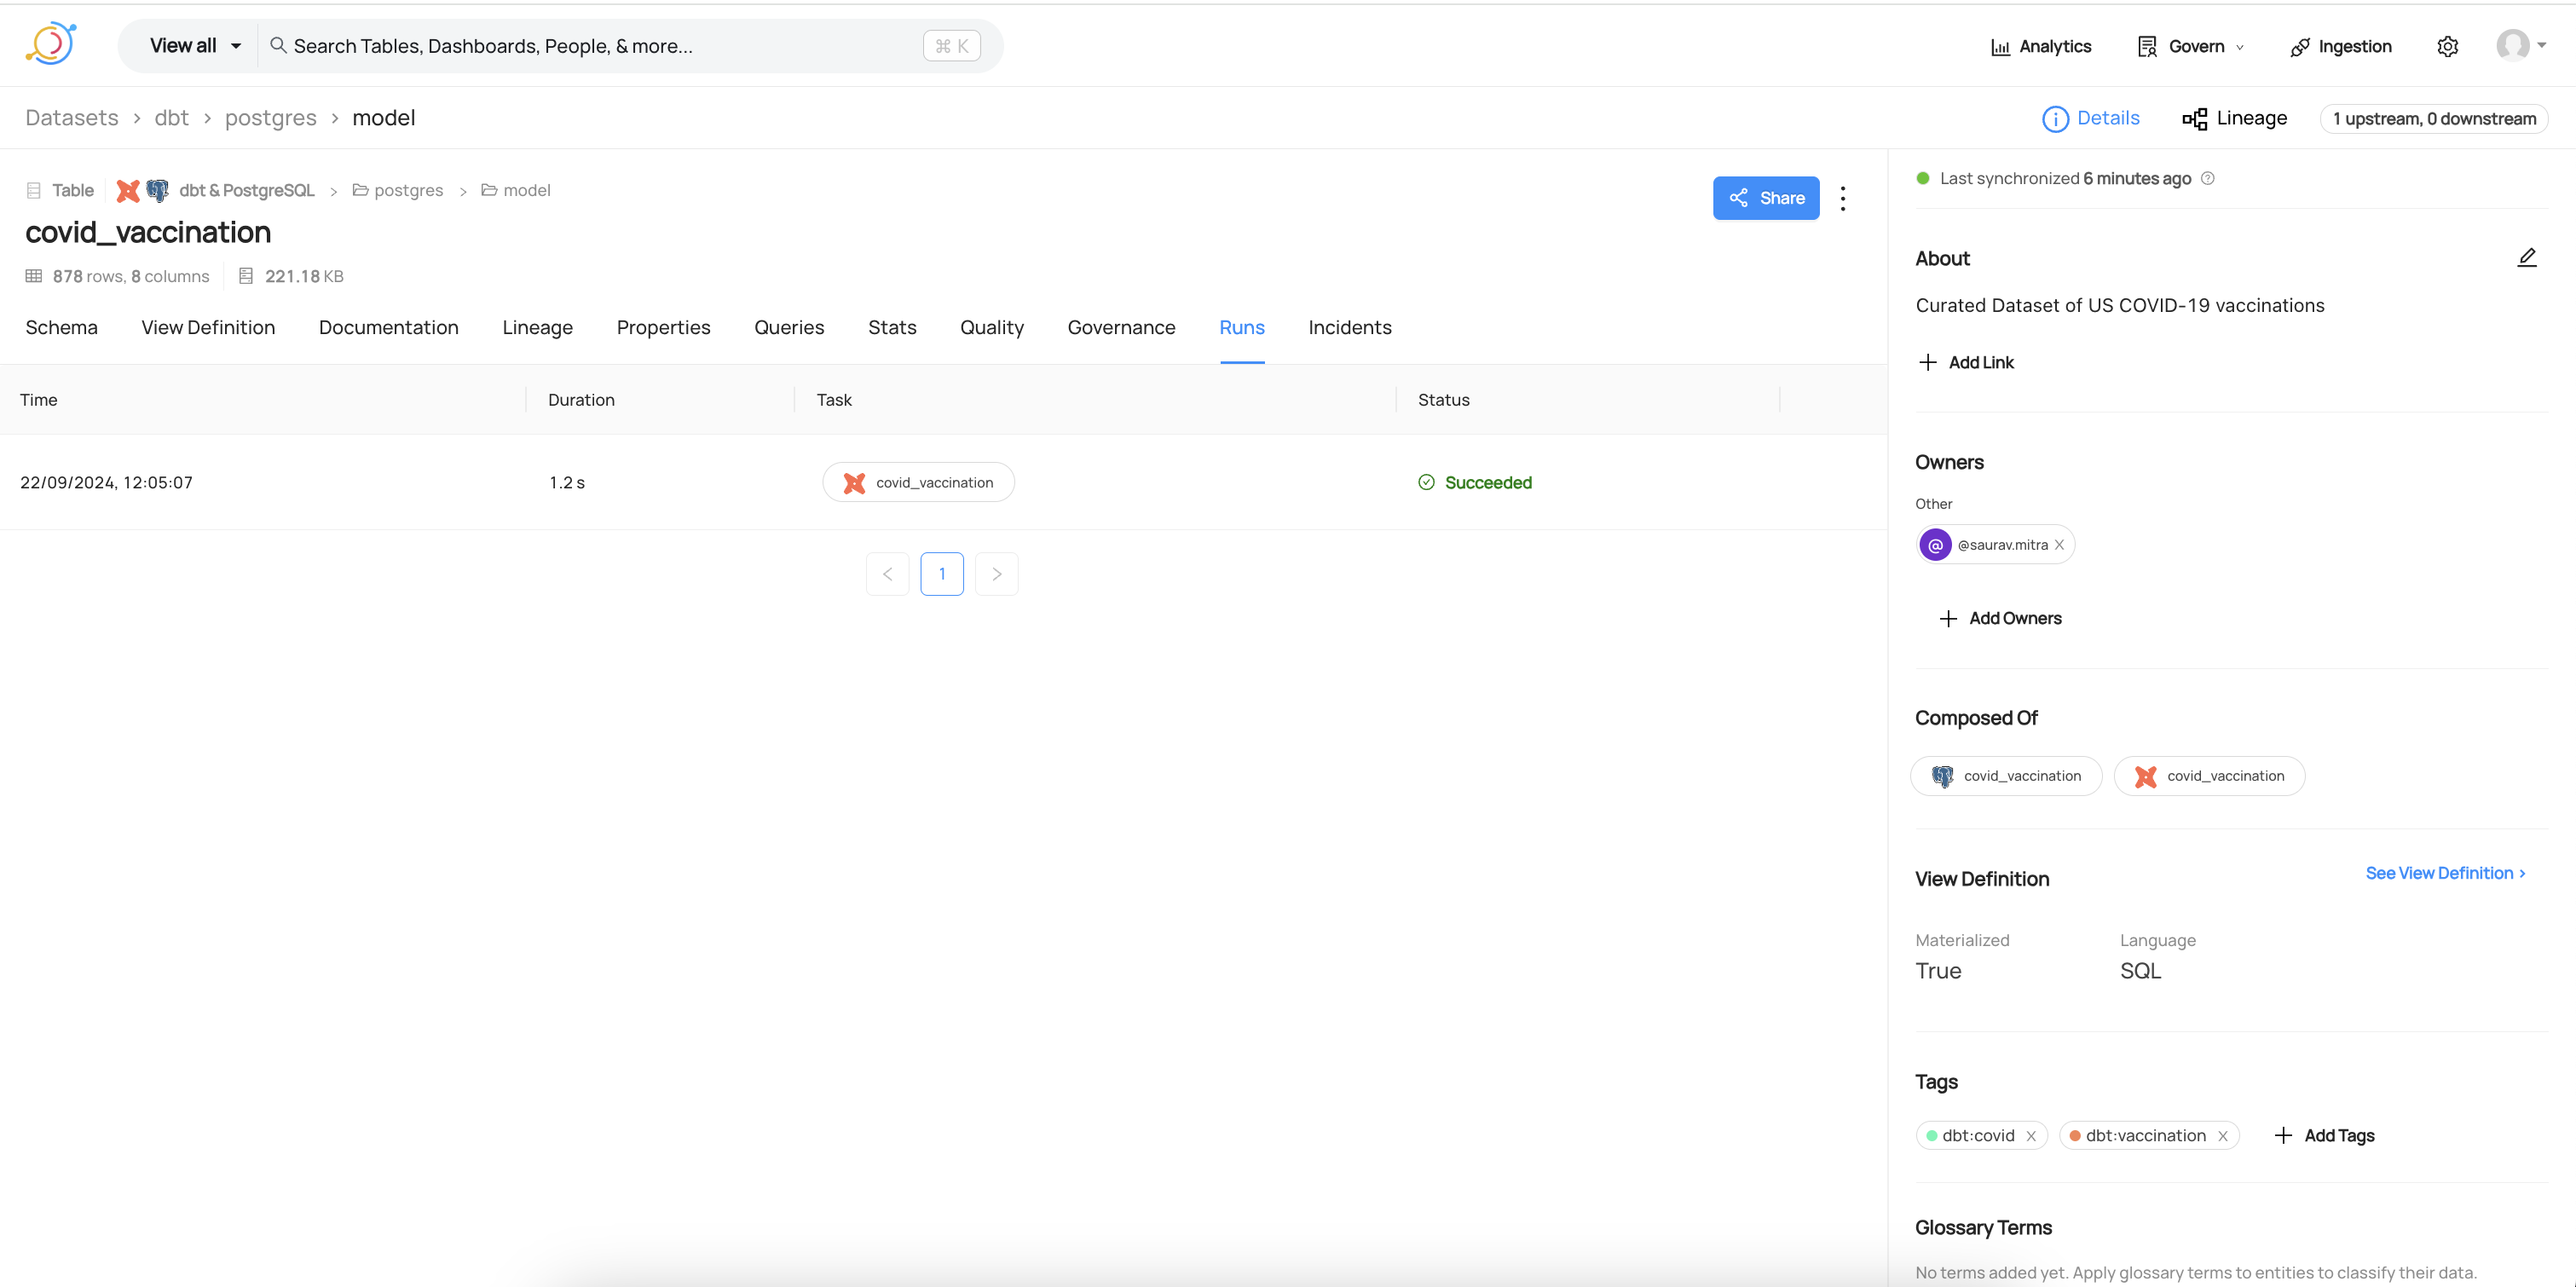 View all
Search Tables, Dashboards, People, & more...
⌘ K
Analytics
Govern
Ingestion
Datasets > dbt > postgres > model
Details
Lineage
1 upstream, 0 downstream
Table
dbt & PostgreSQL > postgres > model
Share
covid_vaccination
878 rows, 8 columns
221.18 KB
Schema View Definition Documentation Lineage Properties Queries Stats Quality Governance Runs Incidents
Time Duration Task Status
22/09/2024, 12:05:07 1.2 s covid_vaccination Succeeded
< 1 >
Last synchronized 6 minutes ago
About
Curated Dataset of US COVID-19 vaccinations
+ Add Link
Owners
Other
@ @saurav.mitra X
+ Add Owners
Composed Of
covid_vaccination covid_vaccination
View Definition
See View Definition >
Materialized Language
True SQL
Tags
dbt:covid X dbt:vaccination X + Add Tags
Glossary Terms
No terms added yet. Apply glossary terms to entities to classify their data.